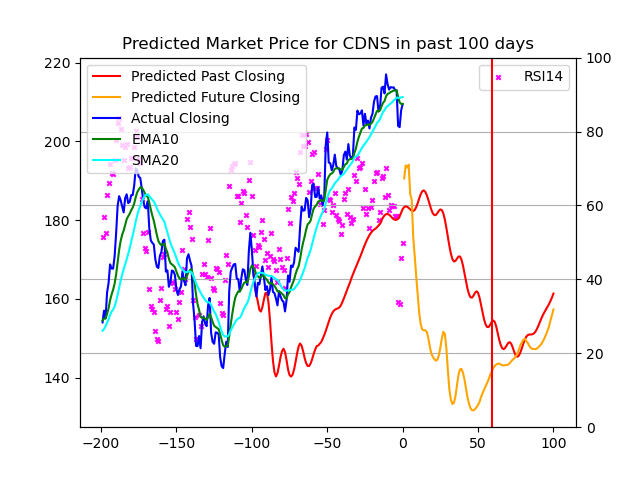 Predicted Market Price for CDNS in past 100 days
Predicted Past Closing
Predicted Future Closing
Actual Closing
EMA10
SMA20
RSI14
220
200
180
160
140
100
80
60
40
20
0
−200
−150
−100
−50
0
50
100